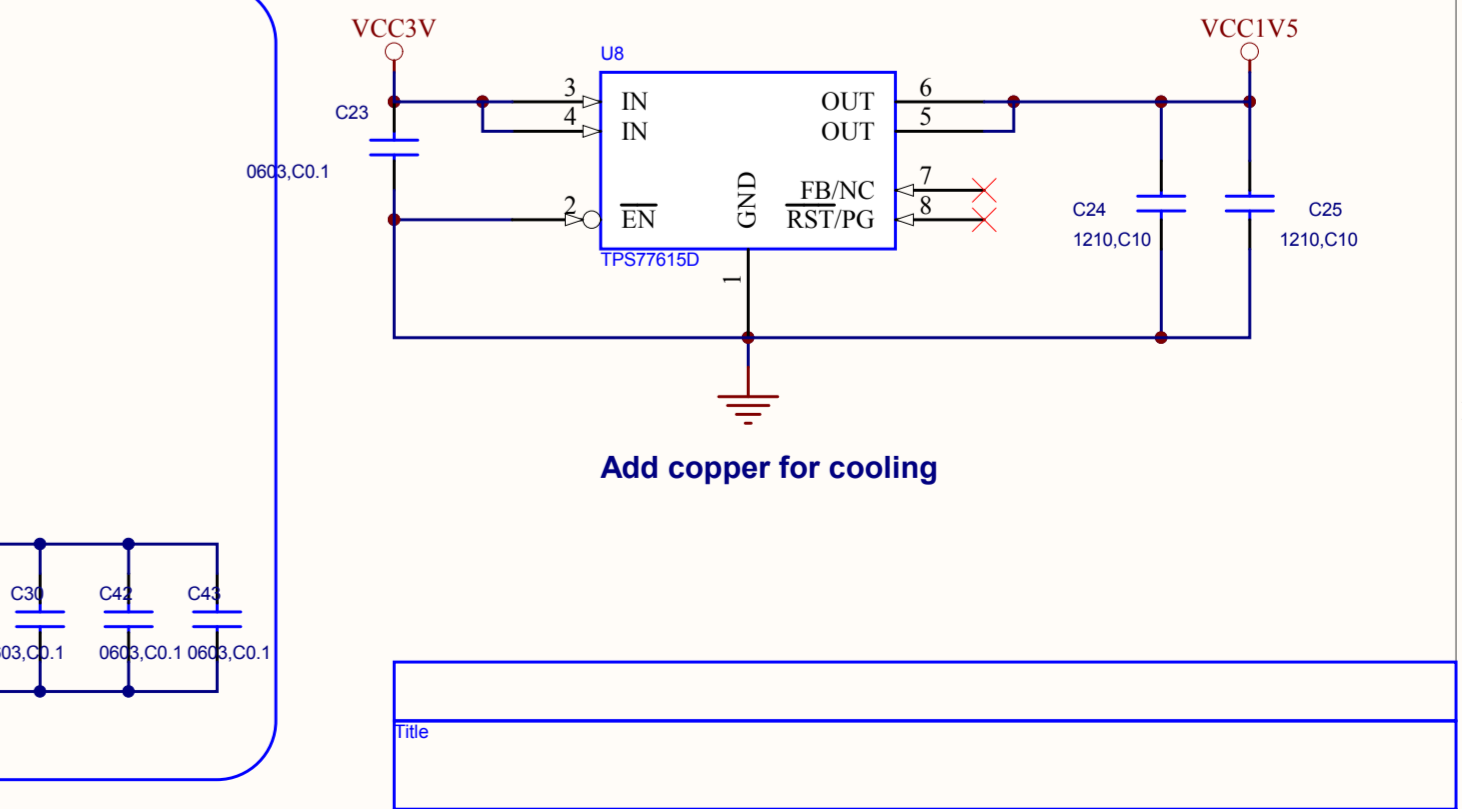 VCC3V
VCC1V5
U8
C23
0603,C0.1
3
IN
4
IN
2
EN
GND
OUT
6
OUT
5
FB/NC
7
RST/PG
8
TPS77615D
1
C24
1210,C10
C25
1210,C10
Add copper for cooling
C30
C42
C43
03,C0.1
0603,C0.1
0603,C0.1
Title